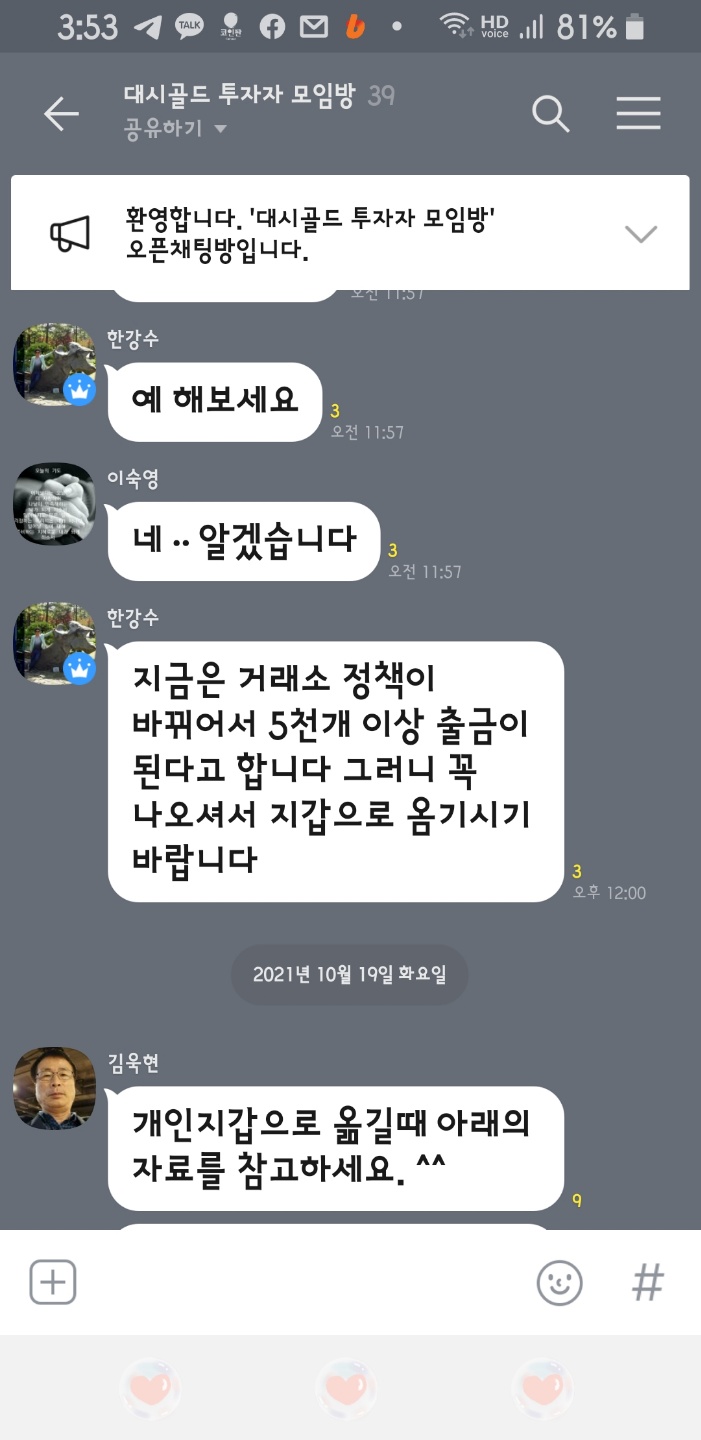 3:53
TALK
코인판
HD voice
81%
대시골드 투자자 모임방 39
공유하기
환영합니다. '대시골드 투자자 모임방'
오픈채팅방입니다.
오전 11:57
한강수
예 해보세요
3
오전 11:57
오늘의 기도
이숙영
네 .. 알겠습니다
3
오전 11:57
한강수
지금은 거래소 정책이
바뀌어서 5천개 이상 출금이
된다고 합니다 그러니 꼭
나오셔서 지갑으로 옴기시기
바랍니다
3
오후 12:00
2021년 10월 19일 화요일
김욱현
개인지갑으로 옮길때 아래의
자료를 참고하세요. ^^
9
#